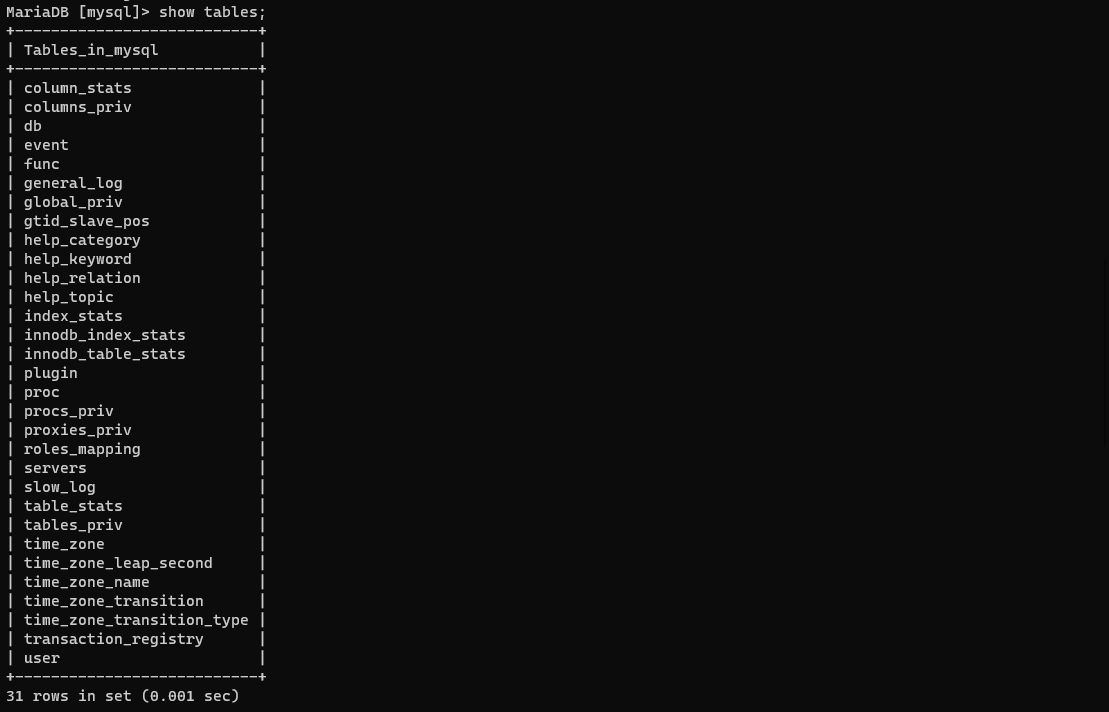 MariaDB [mysql]> show tables;
+---------------------------+
| Tables_in_mysql           |
+---------------------------+
| column_stats              |
| columns_priv              |
| db                        |
| event                     |
| func                      |
| general_log               |
| global_priv               |
| gtid_slave_pos            |
| help_category             |
| help_keyword              |
| help_relation             |
| help_topic                |
| index_stats               |
| innodb_index_stats        |
| innodb_table_stats        |
| plugin                    |
| proc                      |
| procs_priv                |
| proxies_priv              |
| roles_mapping             |
| servers                   |
| slow_log                  |
| table_stats               |
| tables_priv               |
| time_zone                 |
| time_zone_leap_second     |
| time_zone_name            |
| time_zone_transition      |
| time_zone_transition_type |
| transaction_registry      |
| user                      |
+---------------------------+
31 rows in set (0.001 sec)